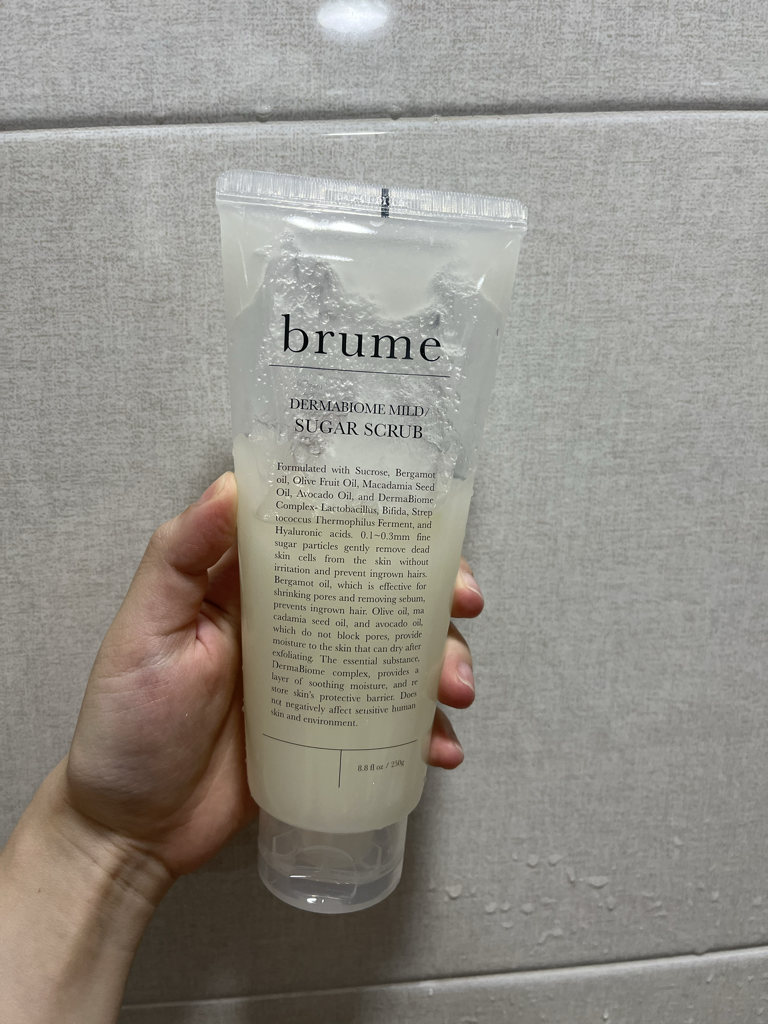 brume
DERMABIOME MILD/
SUGAR SCRUB
Formulated with Sucrose, Bergamot
oil, Olive Fruit Oil, Macadamia Seed
Oil, Avocado Oil, and DermaBiome
Complex- Lactobacillus, Bifida, Strep
tococcus Thermophilus Ferment, and
Hyaluronic acids. 0.1~0.3mm fine
sugar particles gently remove dead
skin cells from the skin without
irritation and prevent ingrown hairs.
Bergamot oil, which is effective for
shrinking pores and removing sebum,
prevents ingrown hair. Olive oil, ma
cadamia seed oil, and avocado oil,
which do not block pores, provide
moisture to the skin that can dry after
exfoliating. The essential substance,
DermaBiome complex, provides a
layer of soothing moisture, and re
store skin's protective barrier. Does
not negatively affect sensitive human
skin and environment.
8.8 fl oz / 250g